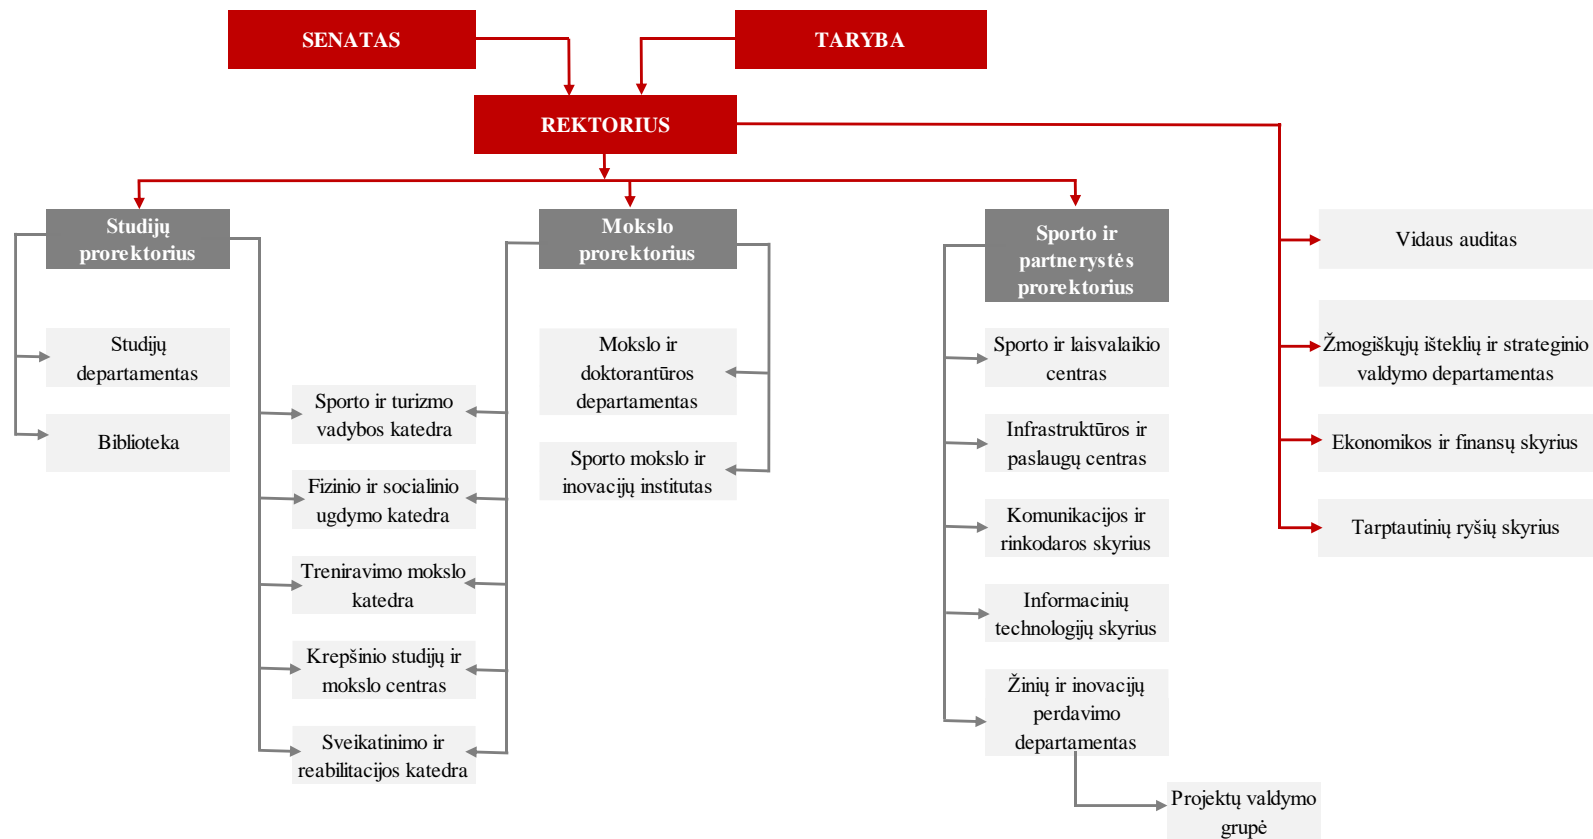 SENATAS
TARYBA
REKTORIUS
Studijų
prorektorius
Mokslo
prorektorius
Sporto ir
partnerystės
prorektorius
Vidaus auditas
Studijų
departamentas
Biblioteka
Sporto ir turizmo
vadybos katedra
Fizinio ir socialinio
ugdymo katedra
Treniravimo mokslo
katedra
Krepšinio studijų ir
mokslo centras
Sveikatinimo ir
reabilitacijos katedra
Mokslo ir
doktorantūros
departamentas
Sporto mokslo ir
inovacijų institutas
Sporto ir laisvalaikio
centras
Infrastruktūros ir
paslaugų centras
Komunikacijos ir
rinkodaros skyrius
Informacinių
technologijų skyrius
Žinių ir inovacijų
perdavimo
departamentas
Projektų valdymo
grupė
Žmogiškųjų išteklių ir strateginio
valdymo departamentas
Ekonomikos ir finansų skyrius
Tarptautinių ryšių skyrius